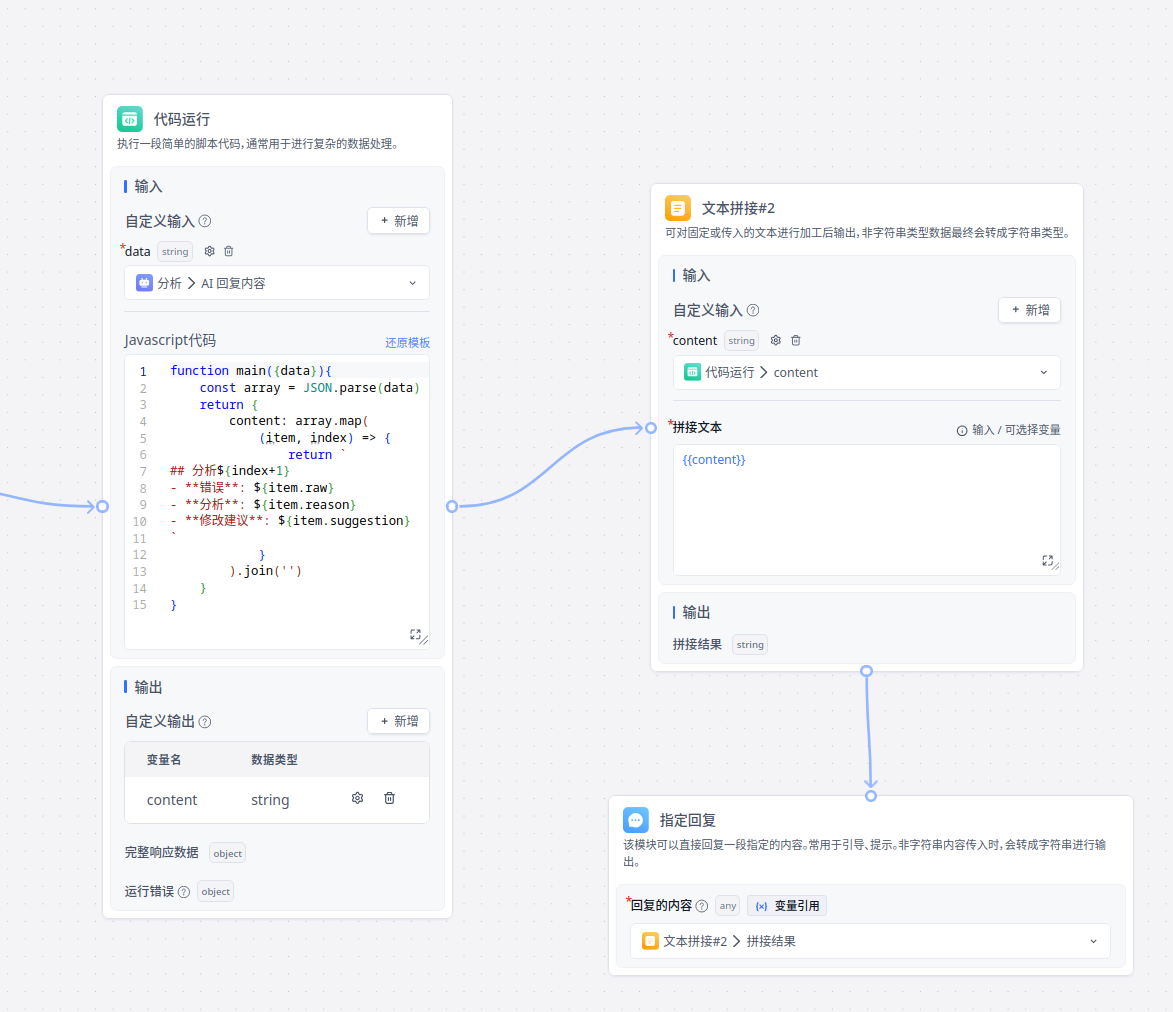 代码运行
执行一段简单的脚本代码，通常用于进行复杂的数据处理。
输入
自定义输入
+ 新增
*data string
分析 > AI 回复内容
Javascript代码
还原模板
1 function main({data}){
2     const array = JSON.parse(data)
3     return {
4         content: array.map(
5             (item, index) => {
6                 return `
7 ## 分析${index+1}
8 - **错误**: ${item.raw}
9 - **分析**: ${item.reason}
10 - **修改建议**: ${item.suggestion}
11 `
12             }
13         ).join('')
14     }
15 }
输出
自定义输出
+ 新增
变量名 数据类型
content string
完整响应数据 object
运行错误 object
文本拼接#2
可对固定或传入的文本进行加工后输出，非字符串类型数据最终会转成字符串类型。
输入
自定义输入
+ 新增
*content string
代码运行 > content
*拼接文本
输入 / 可选择变量
{{content}}
输出
拼接结果 string
指定回复
该模块可以直接回复一段指定的内容。常用于引导、提示。非字符串内容传入时，会转成字符串进行输
出。
*回复的内容 any {x} 变量引用
文本拼接#2 > 拼接结果